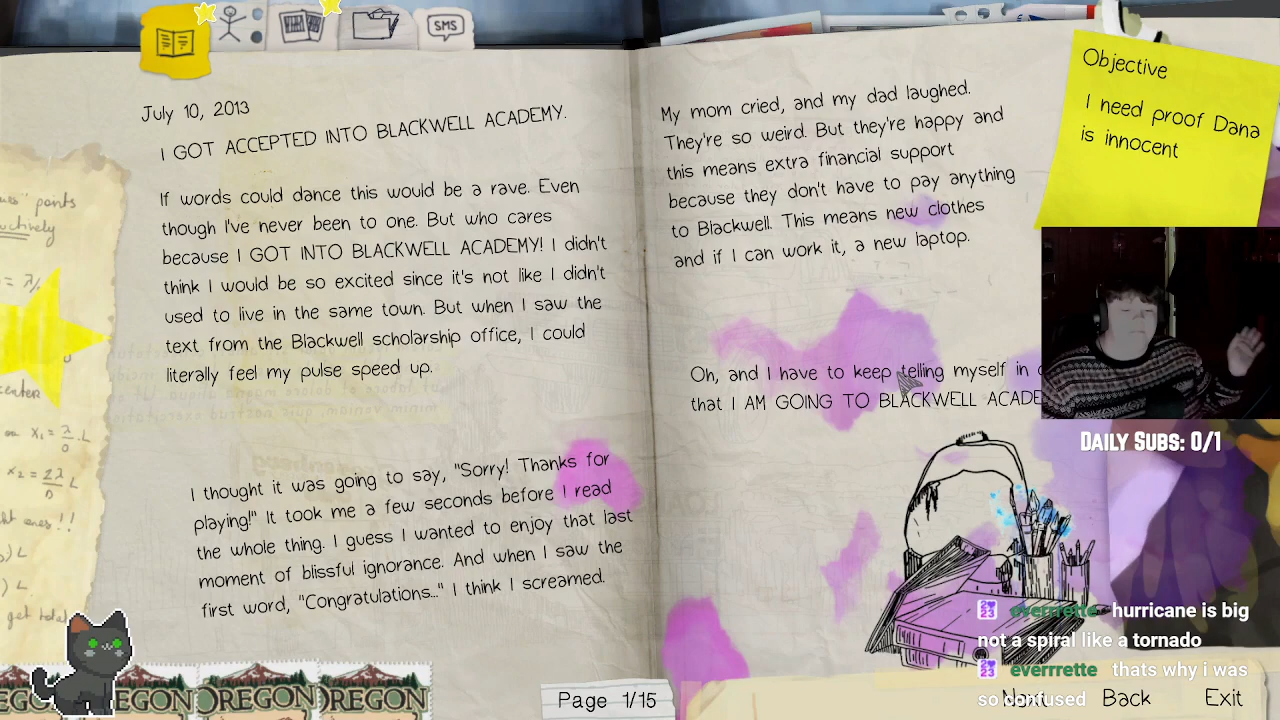 SMS
July 10, 2013
I GOT ACCEPTED INTO BLACKWELL ACADEMY.
If words could dance this would be a rave. Even
though I've never been to one. But who cares
because I GOT INTO BLACKWELL ACADEMY! I didn't
think I would be so excited since it's not like I didn't
used to live in the same town. But when I saw the
text from the Blackwell scholarship office, I could
literally feel my pulse speed up.
I thought it was going to say, "Sorry! Thanks for
playing!" It took me a few seconds before I read
the whole thing. I guess I wanted to enjoy that last
moment of blissful ignorance. And when I saw the
first word, "Congratulations..." I think I screamed.
My mom cried, and my dad laughed.
They're so weird. But they're happy and
this means extra financial support
because they don't have to pay anything
to Blackwell. This means new clothes
and if I can work it, a new laptop.
Oh, and I have to keep telling myself in
that I AM GOING TO BLACKWELL ACADE
Objective
I need proof Dana
is innocent
DAILY SUBS: 0/1
everrrette hurricane is big
not a spiral like a tornado
everrrette thats why i was
so confused
Page 1/15
Next Back Exit
points
center
OREGON OREGON